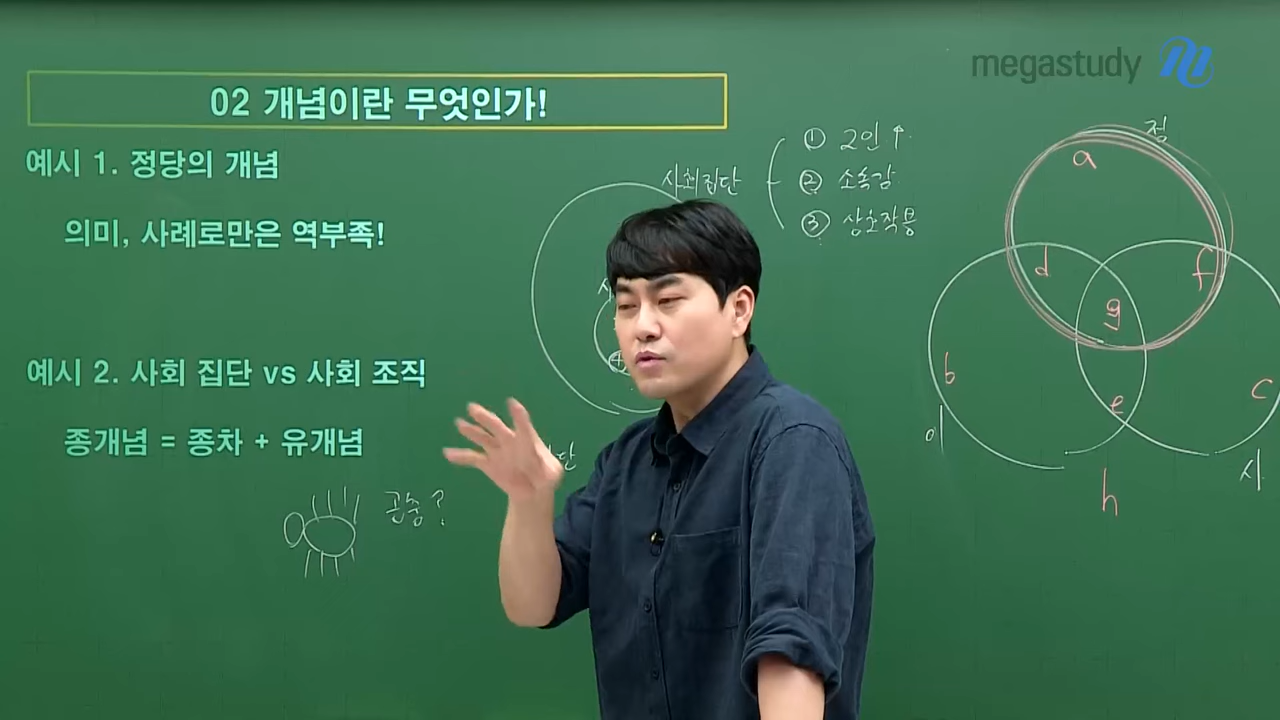 megastudy
02 개념이란 무엇인가!
예시 1. 정당의 개념
의미, 사례로만은 역부족!
예시 2. 사회 집단 vs 사회 조직
종개념 = 종차 + 유개념
곤충?
사회집단
① 2인↑
② 소속감
③ 상호작용
사
④
단
정
a
d
f
g
b
e
c
이
시
h